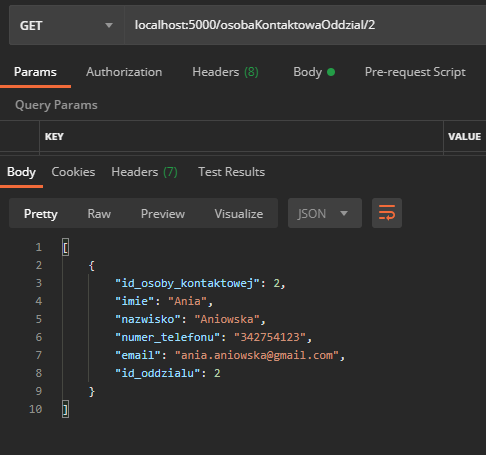 GET localhost:5000/osobaKontaktowaOddzial/2
Params Authorization Headers (8) Body Pre-request Script
Query Params
KEY VALUE
Body Cookies Headers (7) Test Results
Pretty Raw Preview Visualize JSON
1 [
2 {
3 "id_osoby_kontaktowej": 2,
4 "imie": "Ania",
5 "nazwisko": "Aniowska",
6 "numer_telefonu": "342754123",
7 "email": "ania.aniowska@gmail.com",
8 "id_oddzialu": 2
9 }
10 ]